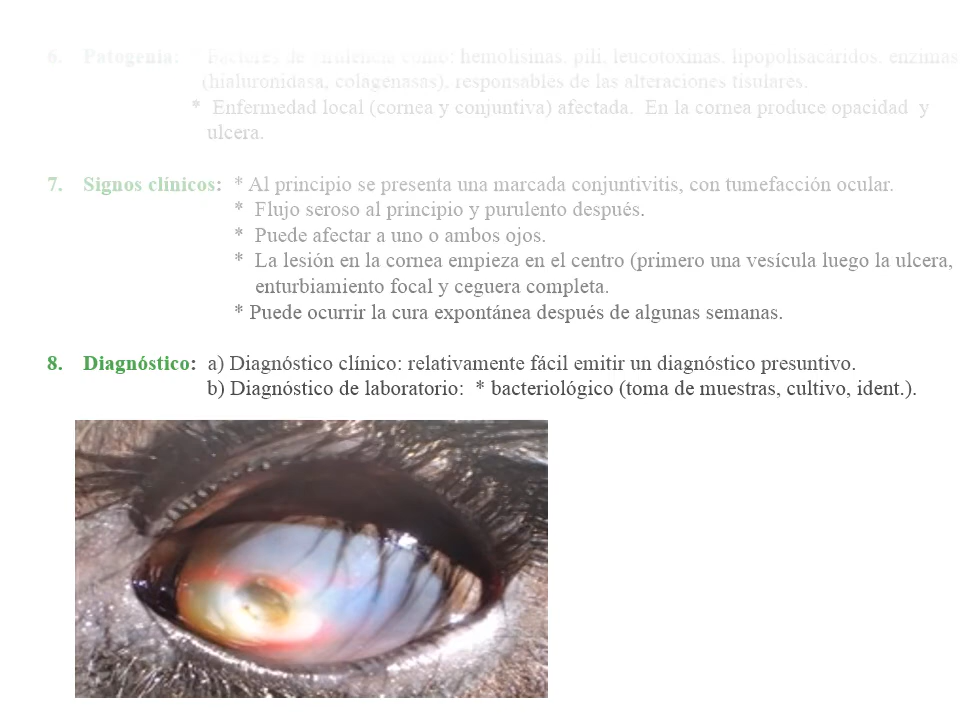 6. Patogenia: * Factores de virulencia como: hemolisinas, pili, leucotoxinas, lipopolisacáridos, enzimas
(hialuronidasa, colagenasas), responsables de las alteraciones tisulares.
* Enfermedad local (cornea y conjuntiva) afectada. En la cornea produce opacidad y
ulcera.
7. Signos clínicos: * Al principio se presenta una marcada conjuntivitis, con tumefacción ocular.
* Flujo seroso al principio y purulento después.
* Puede afectar a uno o ambos ojos.
* La lesión en la cornea empieza en el centro (primero una vesícula luego la ulcera,
enturbiamiento focal y ceguera completa.
* Puede ocurrir la cura expontánea después de algunas semanas.
8. Diagnóstico: a) Diagnóstico clínico: relativamente fácil emitir un diagnóstico presuntivo.
b) Diagnóstico de laboratorio: * bacteriológico (toma de muestras, cultivo, ident.).